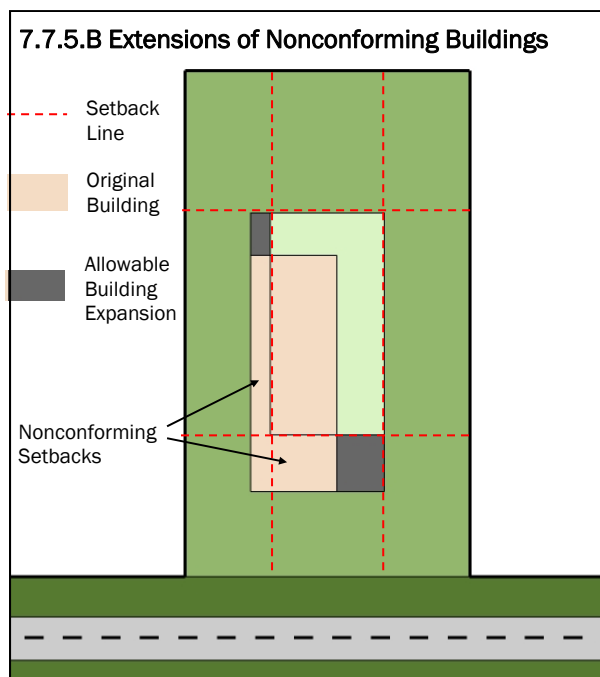 7.7.5.B Extensions of Nonconforming Buildings
Setback
Line
Original
Building
Allowable
Building
Expansion
Nonconforming
Setbacks